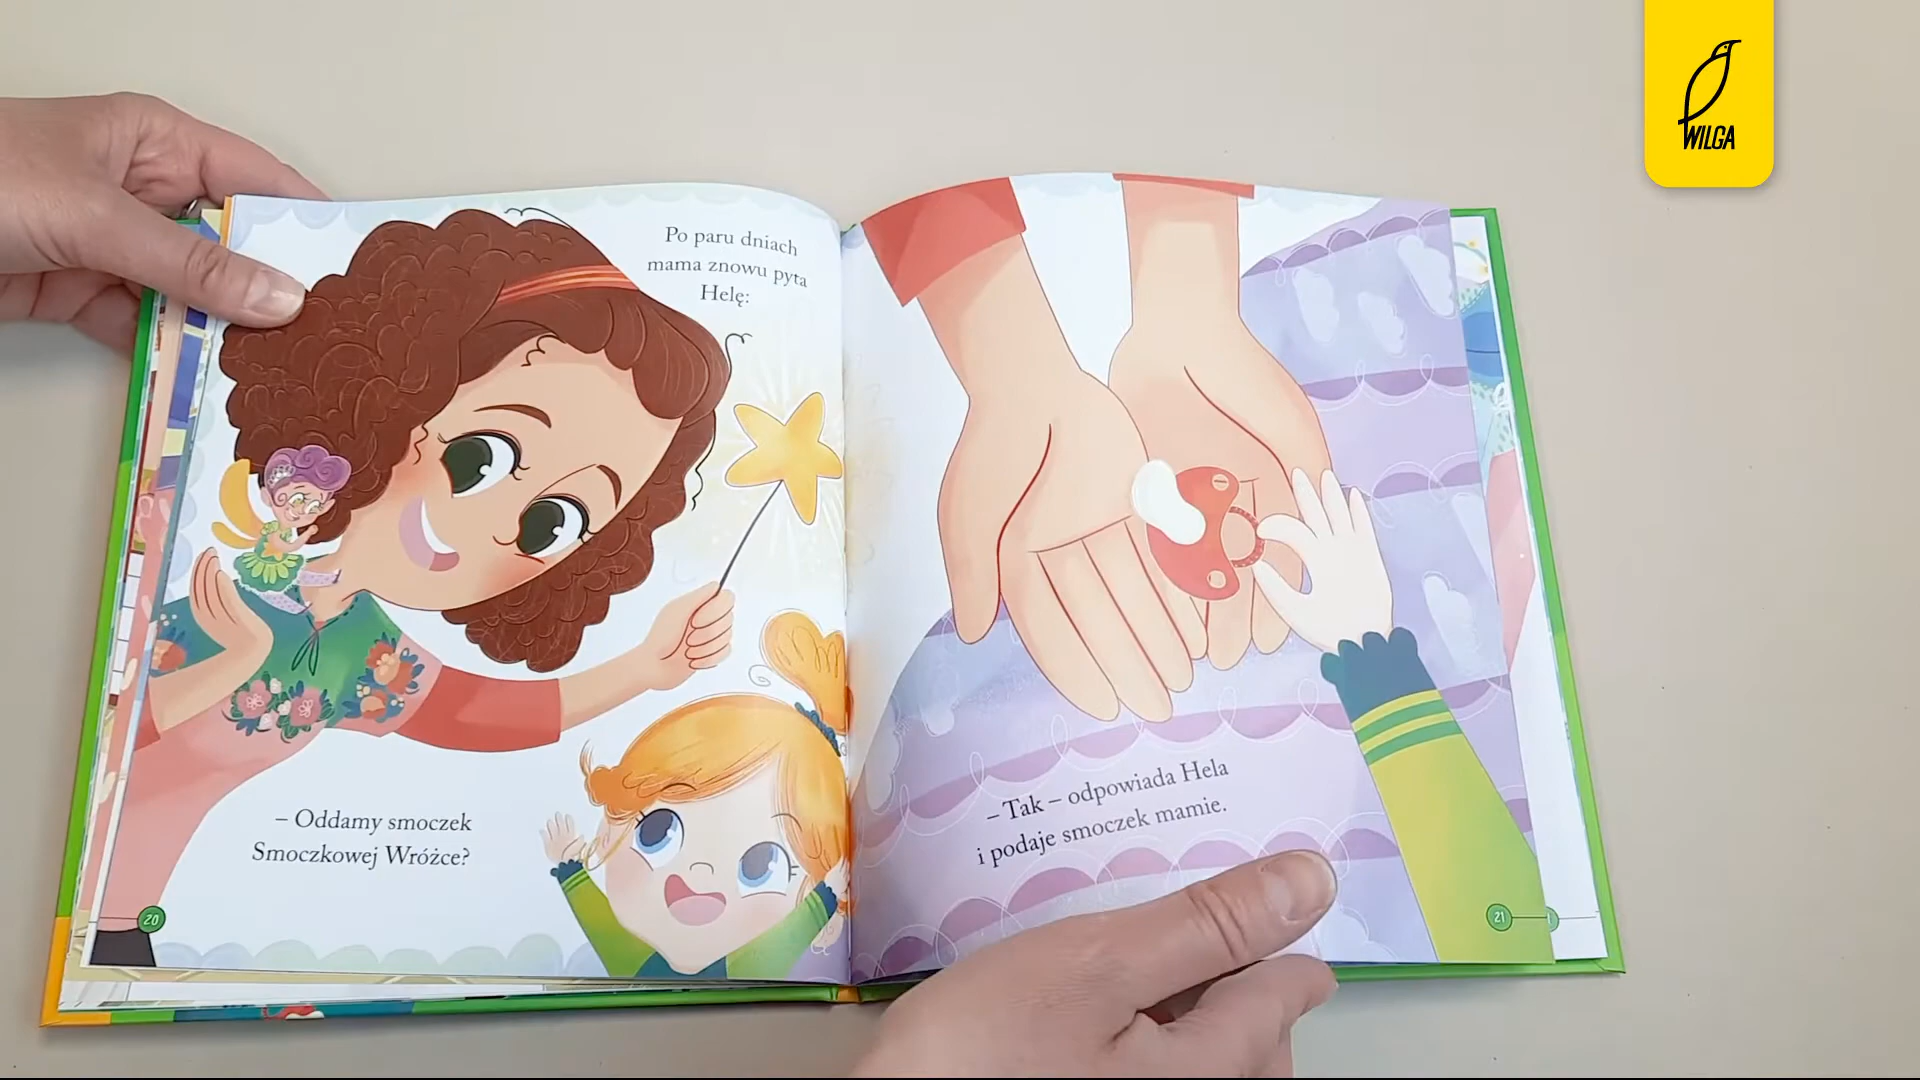 Po paru dniach
mama znowu pyta
Helę:
– Oddamy smoczek
Smoczkowej Wróżce?
20
– Tak – odpowiada Hela
i podaje smoczek mamie.
21
WILGA